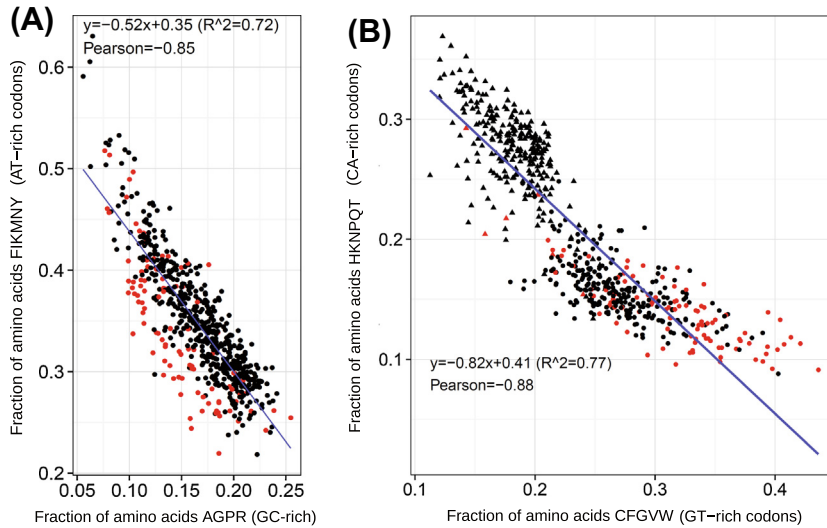 (A)
y=−0.52x+0.35 (R^2=0.72)
Pearson=−0.85
Fraction of amino acids FIKMNY (AT−rich codons)
0.6
0.5
0.4
0.3
0.2
0.05 0.10 0.15 0.20 0.25
Fraction of amino acids AGPR (GC-rich)
(B)
Fraction of amino acids HKNPQT (CA−rich codons)
0.3
0.2
0.1
y=−0.82x+0.41 (R^2=0.77)
Pearson=−0.88
0.1 0.2 0.3 0.4
Fraction of amino acids CFGVW (GT−rich codons)